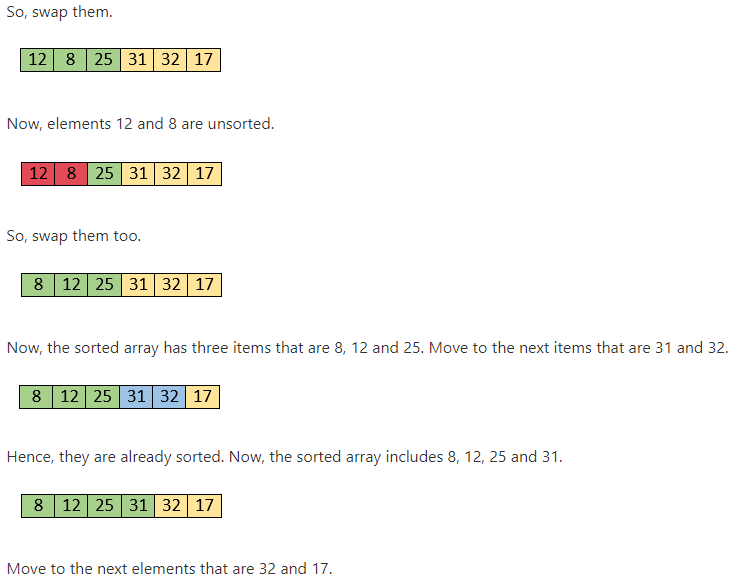 So, swap them.
12 8 25 31 32 17
Now, elements 12 and 8 are unsorted.
12 8 25 31 32 17
So, swap them too.
8 12 25 31 32 17
Now, the sorted array has three items that are 8, 12 and 25. Move to the next items that are 31 and 32.
8 12 25 31 32 17
Hence, they are already sorted. Now, the sorted array includes 8, 12, 25 and 31.
8 12 25 31 32 17
Move to the next elements that are 32 and 17.